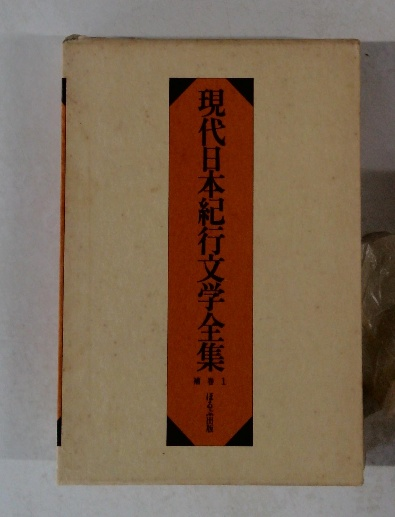 現代日本紀行文学全集
補巻1
ほるぷ出版